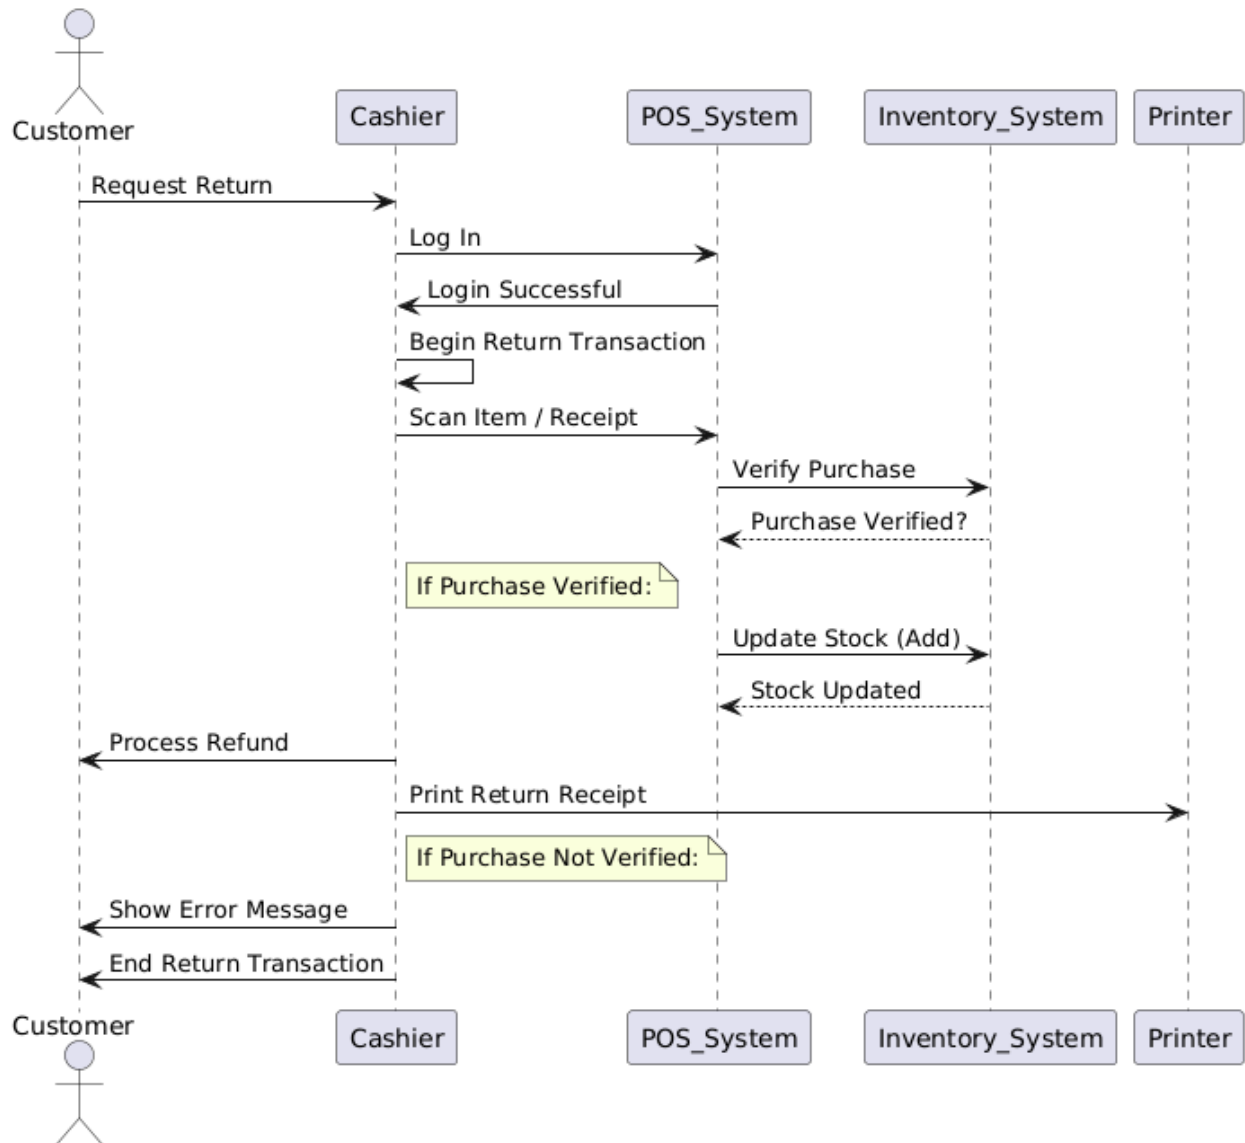 Customer
Cashier
POS_System
Inventory_System
Printer
Request Return
Log In
Login Successful
Begin Return Transaction
Scan Item / Receipt
Verify Purchase
Purchase Verified?
If Purchase Verified:
Update Stock (Add)
Stock Updated
Process Refund
Print Return Receipt
If Purchase Not Verified:
Show Error Message
End Return Transaction
Customer
Cashier
POS_System
Inventory_System
Printer